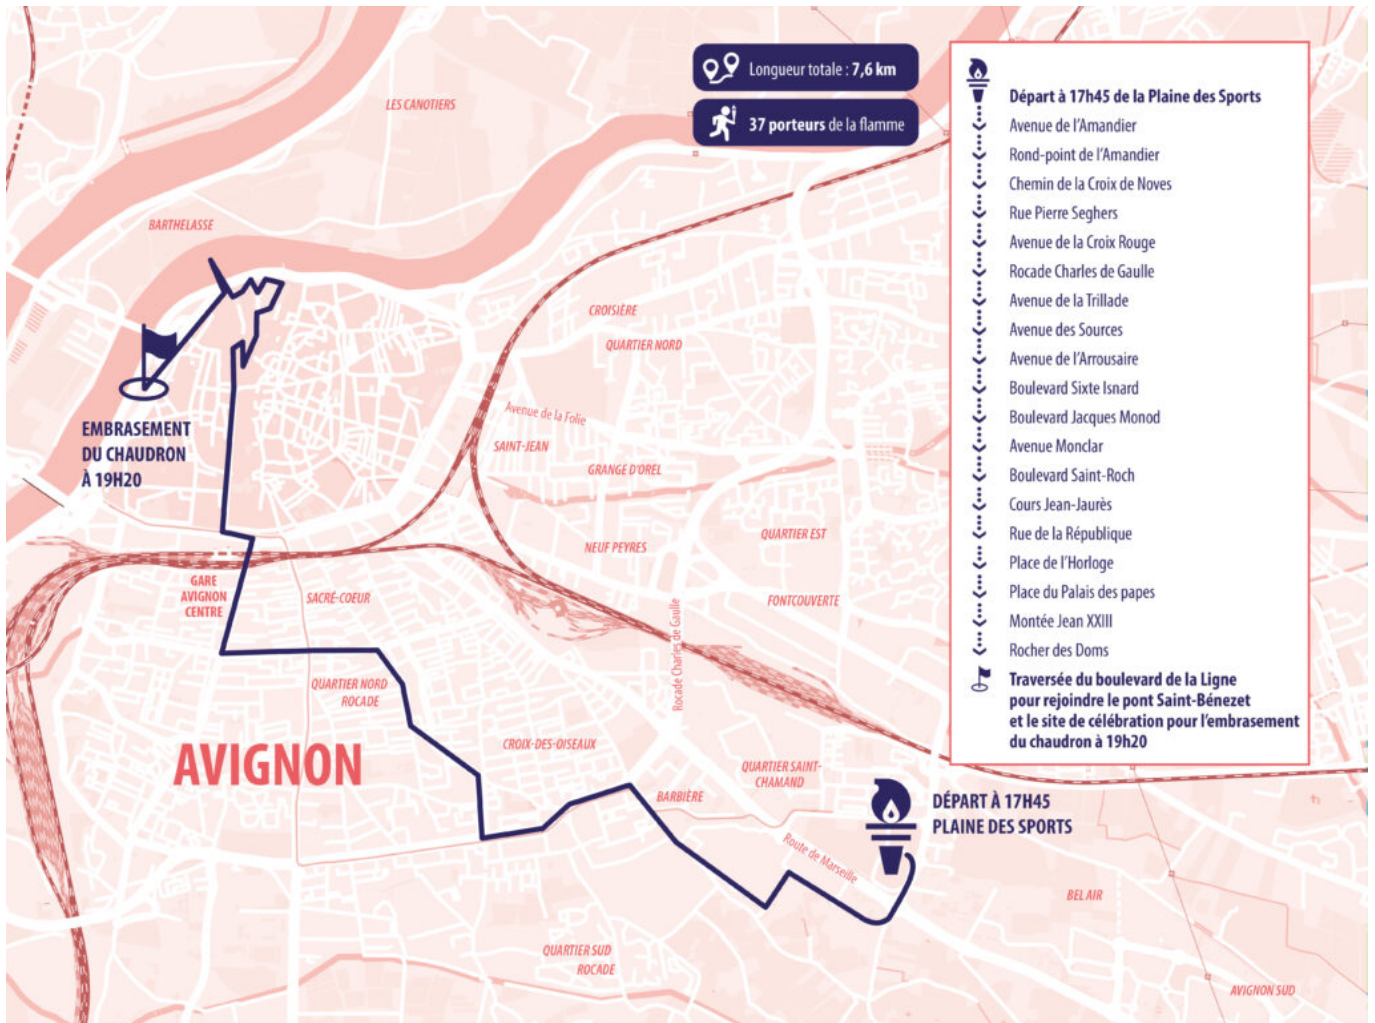 Longueur totale : 7,6 km
37 porteurs de la flamme
Départ à 17h45 de la Plaine des Sports
Avenue de l'Amandier
Rond-point de l'Amandier
Chemin de la Croix de Noves
Rue Pierre Seghers
Avenue de la Croix Rouge
Rocade Charles de Gaulle
Avenue de la Trillade
Avenue des Sources
Avenue de l'Arrousaire
Boulevard Sixte Isnard
Boulevard Jacques Monod
Avenue Monclar
Boulevard Saint-Roch
Cours Jean-Jaurès
Rue de la République
Place de l'Horloge
Place du Palais des papes
Montée Jean XXIII
Rocher des Doms
Traversée du boulevard de la Ligne
pour rejoindre le pont Saint-Bénezet
et le site de célébration pour l'embrasement
du chaudron à 19h20
LES CANOTIERS
BARTHELASSE
CROISIÈRE
QUARTIER NORD
Avenue de la Folie
SAINT-JEAN
GRANGE D'OREL
EMBRASEMENT
DU CHAUDRON
À 19H20
QUARTIER EST
NEUF PEYRES
GARE
AVIGNON
CENTRE
SACRÉ-COEUR
FONTCOUVERTE
Rocade Charles de Gaulle
QUARTIER NORD
ROCADE
AVIGNON
CROIX-DES-OISEAUX
QUARTIER SAINT-
CHAMAND
BARBIÈRE
DÉPART À 17H45
PLAINE DES SPORTS
Route de Marseille
BEL AIR
QUARTIER SUD
ROCADE
AVIGNON SUD